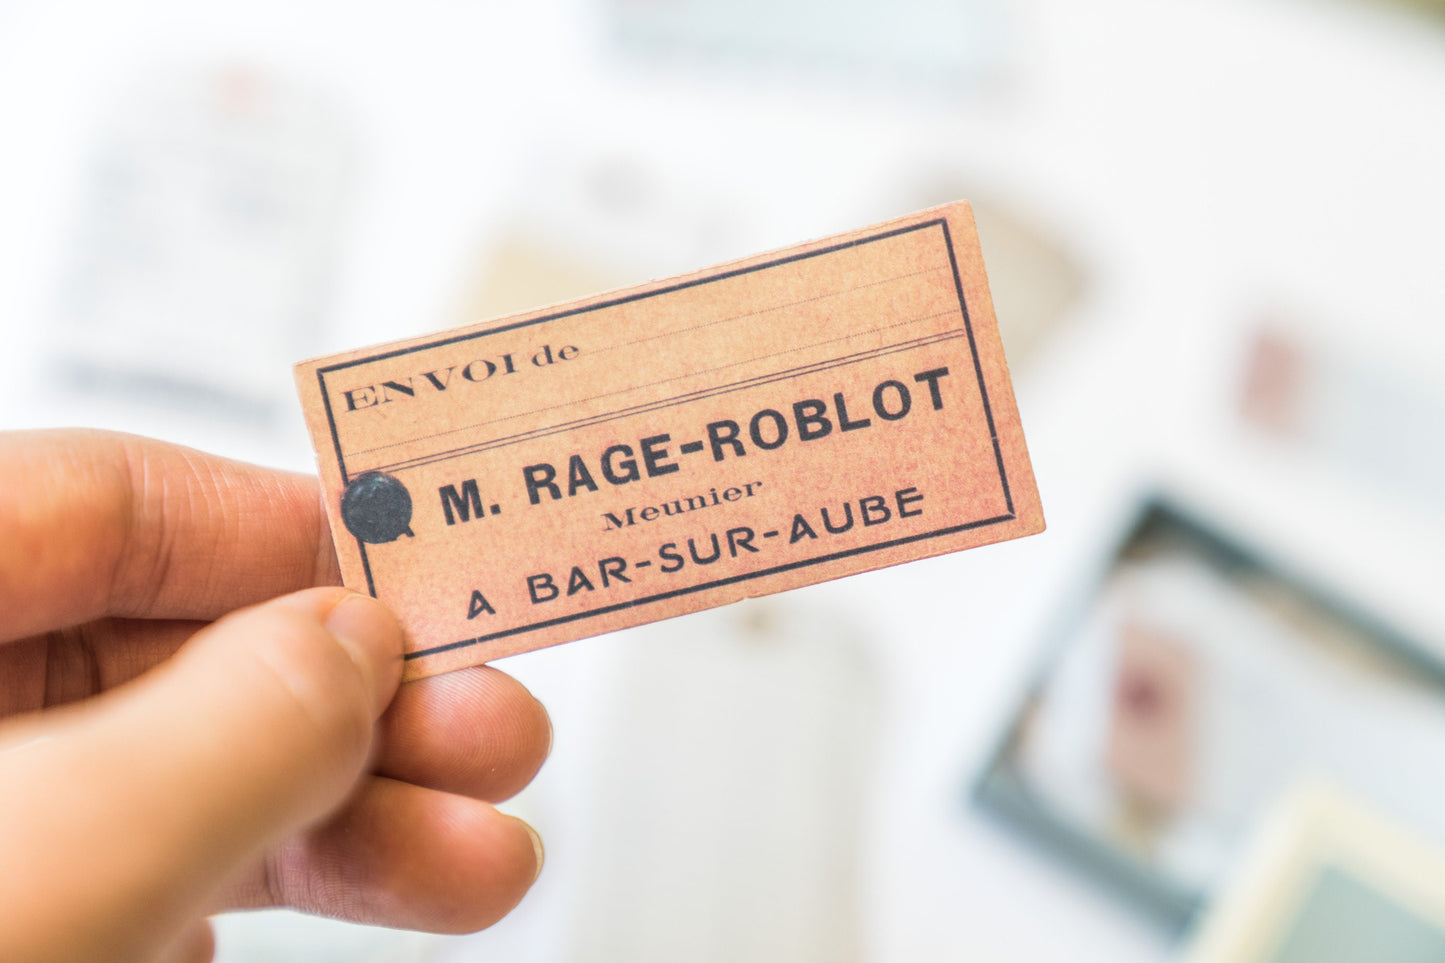 ENVOI de
M. RAGE-ROBLOT
Meunier
A BAR-SUR-AUBE